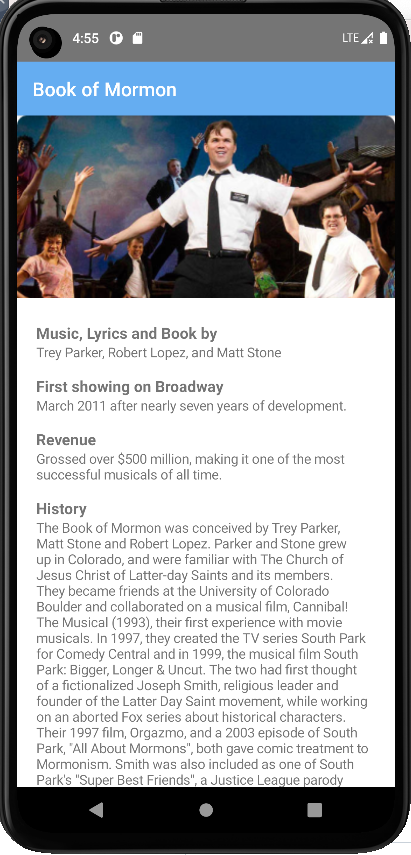 4:55
LTE
Book of Mormon
Music, Lyrics and Book by
Trey Parker, Robert Lopez, and Matt Stone
First showing on Broadway
March 2011 after nearly seven years of development.
Revenue
Grossed over $500 million, making it one of the most
successful musicals of all time.
History
The Book of Mormon was conceived by Trey Parker,
Matt Stone and Robert Lopez. Parker and Stone grew
up in Colorado, and were familiar with The Church of
Jesus Christ of Latter-day Saints and its members.
They became friends at the University of Colorado
Boulder and collaborated on a musical film, Cannibal!
The Musical (1993), their first experience with movie
musicals. In 1997, they created the TV series South Park
for Comedy Central and in 1999, the musical film South
Park: Bigger, Longer & Uncut. The two had first thought
of a fictionalized Joseph Smith, religious leader and
founder of the Latter Day Saint movement, while working
on an aborted Fox series about historical characters.
Their 1997 film, Orgazmo, and a 2003 episode of South
Park, "All About Mormons", both gave comic treatment to
Mormonism. Smith was also included as one of South
Park's "Super Best Friends", a Justice League parody